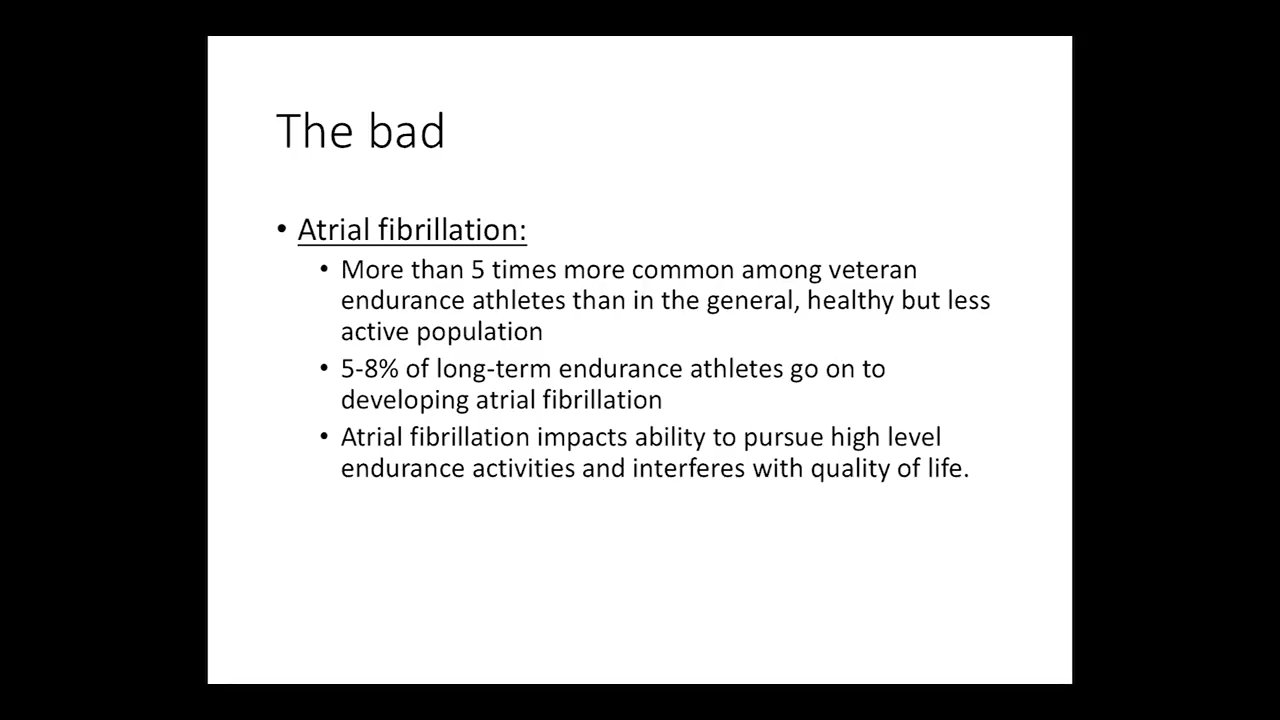 The bad
• Atrial fibrillation:
• More than 5 times more common among veteran
endurance athletes than in the general, healthy but less
active population
• 5-8% of long-term endurance athletes go on to
developing atrial fibrillation
• Atrial fibrillation impacts ability to pursue high level
endurance activities and interferes with quality of life.